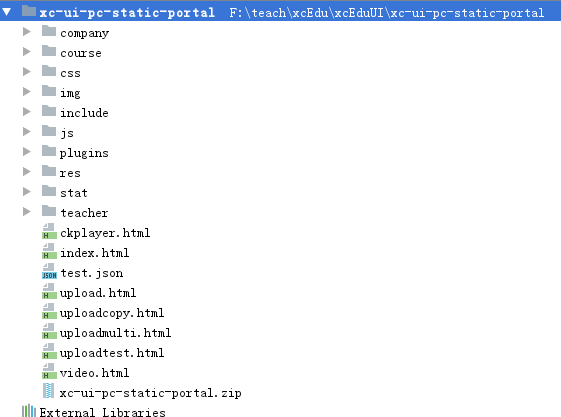 xc-ui-pc-static-portal F:\teach\xcEdu\xcEduUI\xc-ui-pc-static-portal
company
course
css
img
include
js
plugins
res
stat
teacher
H ckplayer.html
H index.html
JSON test.json
H upload.html
H uploadcopy.html
H uploadmulti.html
H uploadtest.html
H video.html
xc-ui-pc-static-portal.zip
External Libraries